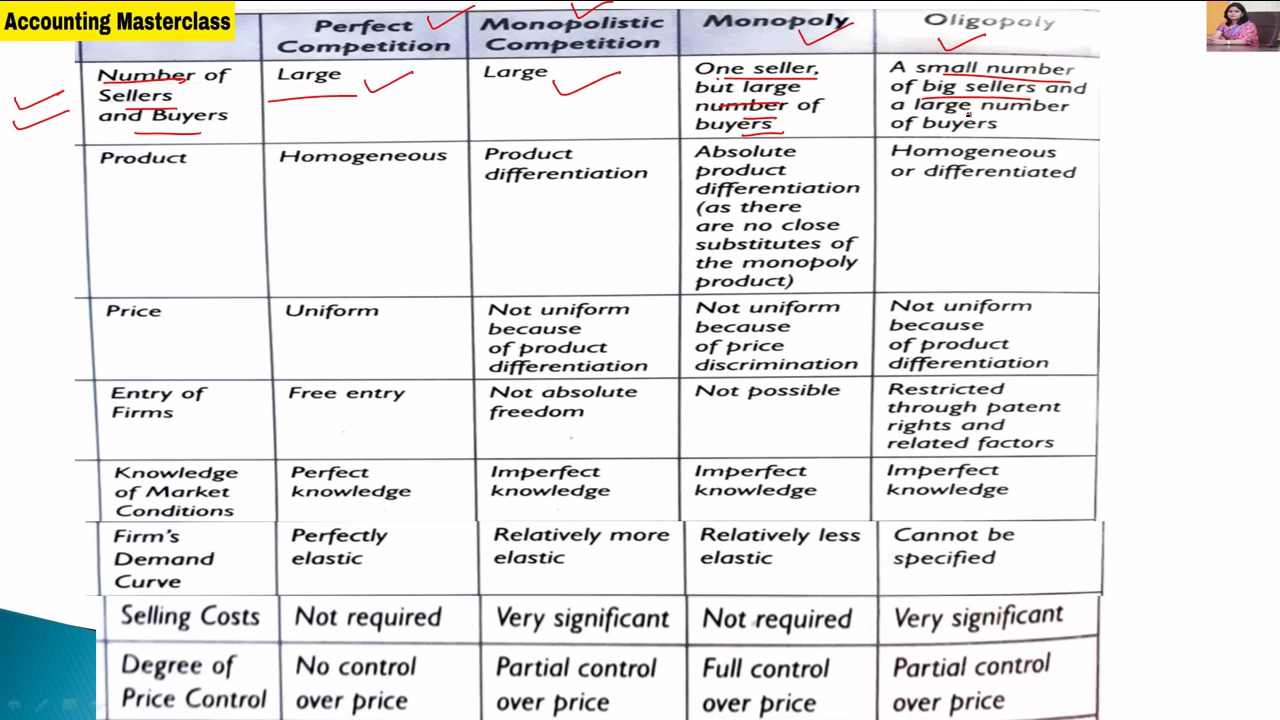 Accounting Masterclass
Perfect
Competition
Monopolistic
Competition
Monopoly
Oligopoly
Number of
Sellers
and Buyers
Large
Large
One seller,
but large
number of
buyers
A small number
of big sellers and
a large number
of buyers
Product
Homogeneous
Product
differentiation
Absolute
product
differentiation
(as there
are no close
substitutes of
the monopoly
product)
Homogeneous
or differentiated
Price
Uniform
Not uniform
because
of product
differentiation
Not uniform
because
of price
discrimination
Not uniform
because
of product
differentiation
Entry of
Firms
Free entry
Not absolute
freedom
Not possible
Restricted
through patent
rights and
related factors
Knowledge
of Market
Conditions
Perfect
knowledge
Imperfect
knowledge
Imperfect
knowledge
Imperfect
knowledge
Firm's
Demand
Curve
Perfectly
elastic
Relatively more
elastic
Relatively less
elastic
Cannot be
specified
Selling Costs
Not required
Very significant
Not required
Very significant
Degree of
Price Control
No control
over price
Partial control
over price
Full control
over price
Partial control
over price